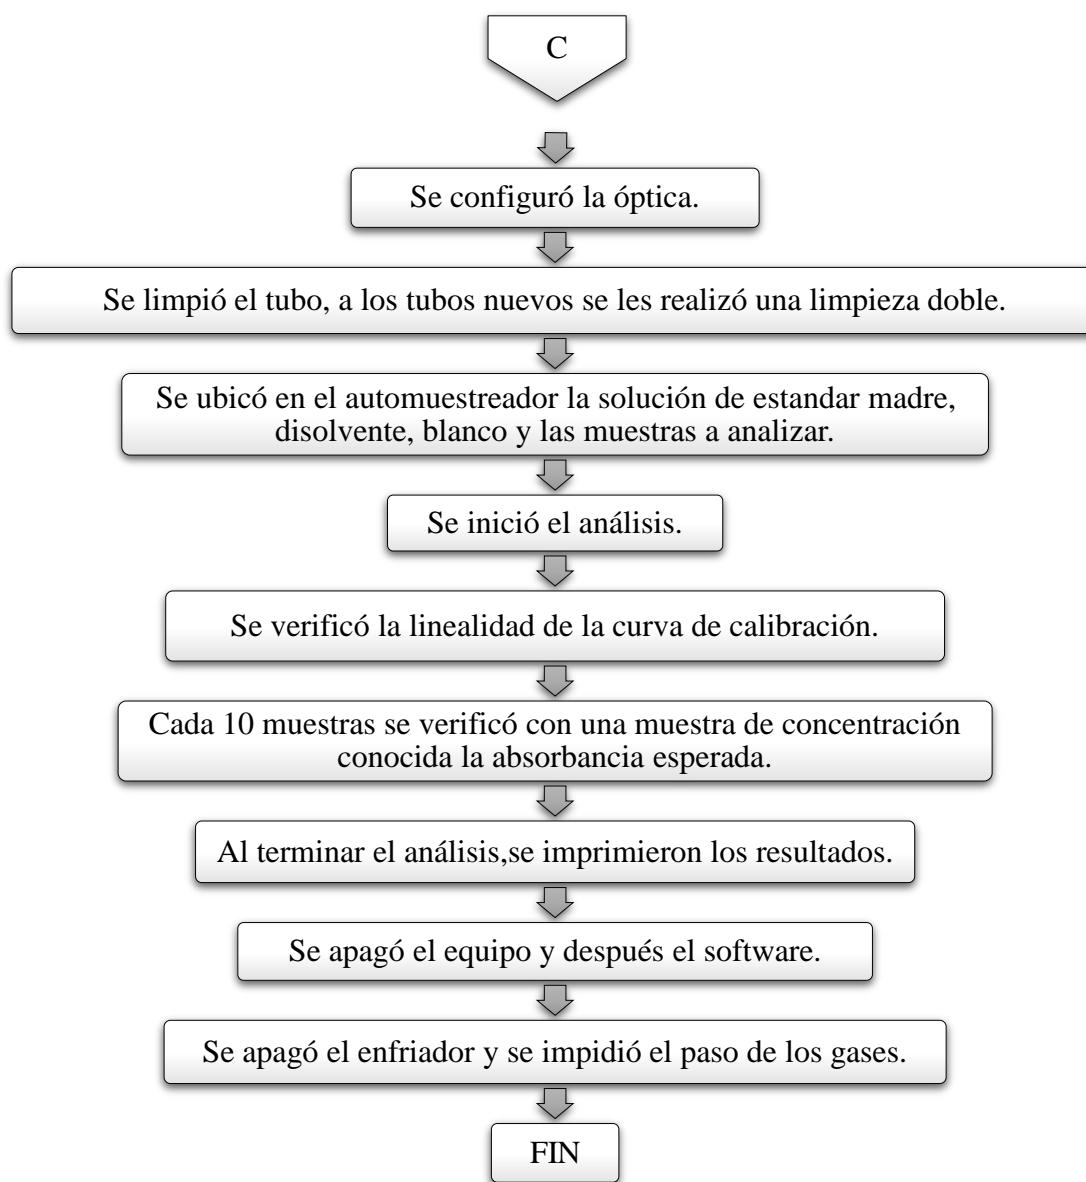 C
Se configuró la óptica.
Se limpió el tubo, a los tubos nuevos se les realizó una limpieza doble.
Se ubicó en el automuestreador la solución de estandar madre,
disolvente, blanco y las muestras a analizar.
Se inició el análisis.
Se verificó la linealidad de la curva de calibración.
Cada 10 muestras se verificó con una muestra de concentración
conocida la absorbancia esperada.
Al terminar el análisis,se imprimieron los resultados.
Se apagó el equipo y después el software.
Se apagó el enfriador y se impidió el paso de los gases.
FIN